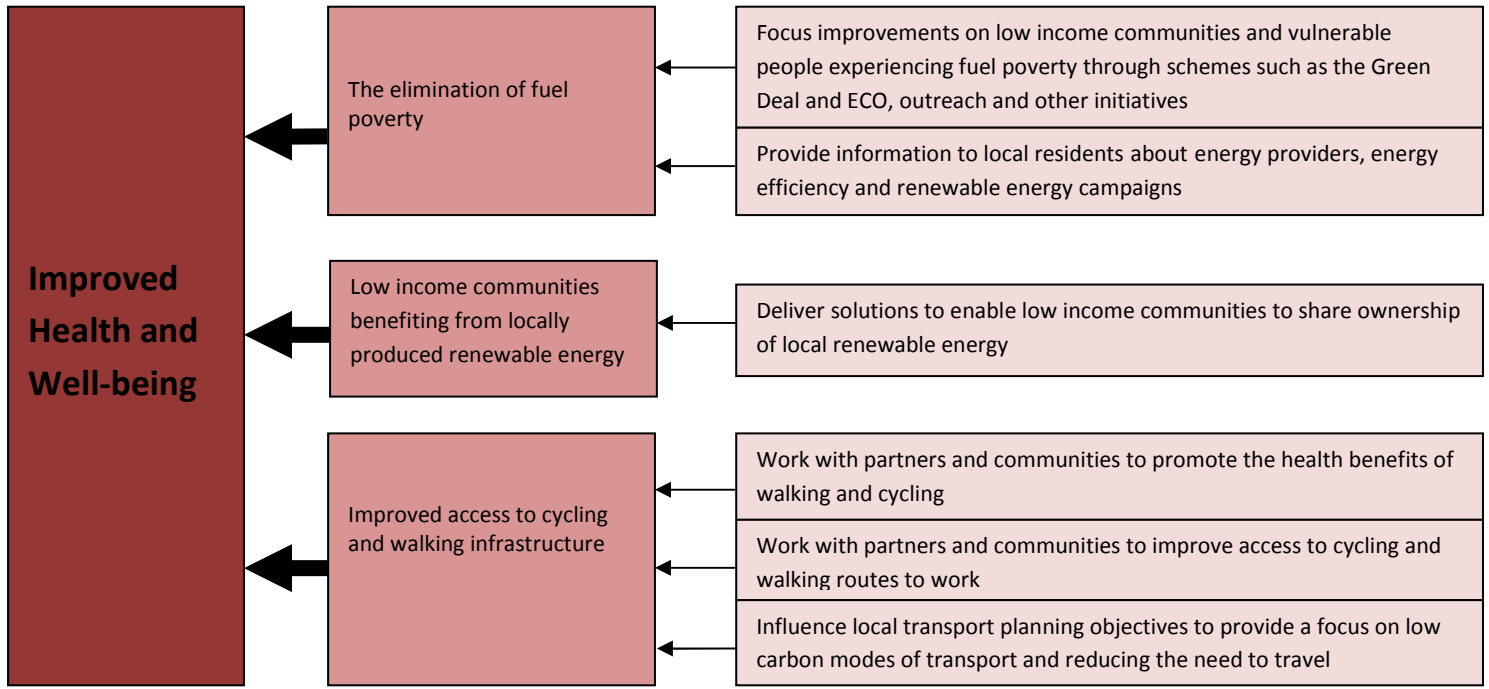 Improved
Health and
Well-being
The elimination of fuel
poverty
Focus improvements on low income communities and vulnerable
people experiencing fuel poverty through schemes such as the Green
Deal and ECO, outreach and other initiatives
Provide information to local residents about energy providers, energy
efficiency and renewable energy campaigns
Low income communities
benefiting from locally
produced renewable energy
Deliver solutions to enable low income communities to share ownership
of local renewable energy
Improved access to cycling
and walking infrastructure
Work with partners and communities to promote the health benefits of
walking and cycling
Work with partners and communities to improve access to cycling and
walking routes to work
Influence local transport planning objectives to provide a focus on low
carbon modes of transport and reducing the need to travel